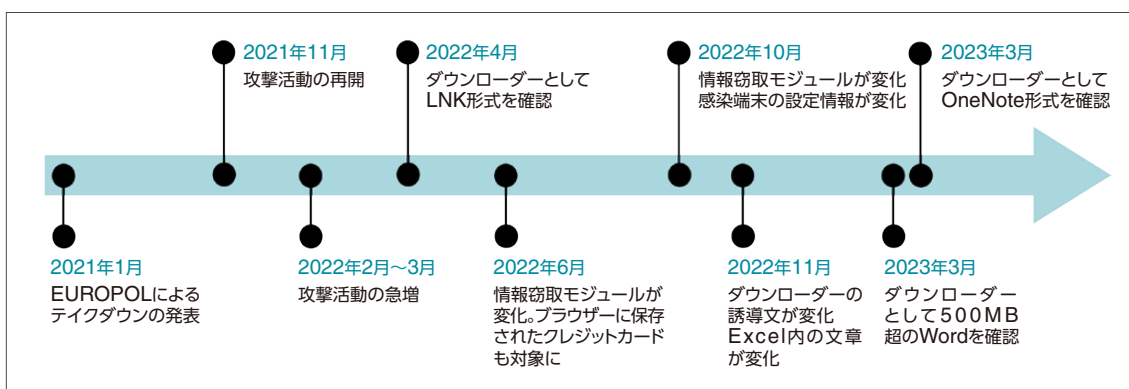 2021年11月
攻撃活動の再開
2022年4月
ダウンローダーとして
LNK形式を確認
2022年10月
情報窃取モジュールが変化
感染端末の設定情報が変化
2023年3月
ダウンローダーとして
OneNote形式を確認
2021年1月
EUROPOLによる
テイクダウンの発表
2022年2月～3月
攻撃活動の急増
2022年6月
情報窃取モジュールが
変化。ブラウザーに保存
されたクレジットカード
も対象に
2022年11月
ダウンローダーの
誘導文が変化
Excel内の文章
が変化
2023年3月
ダウンローダー
として500MB
超のWordを確認